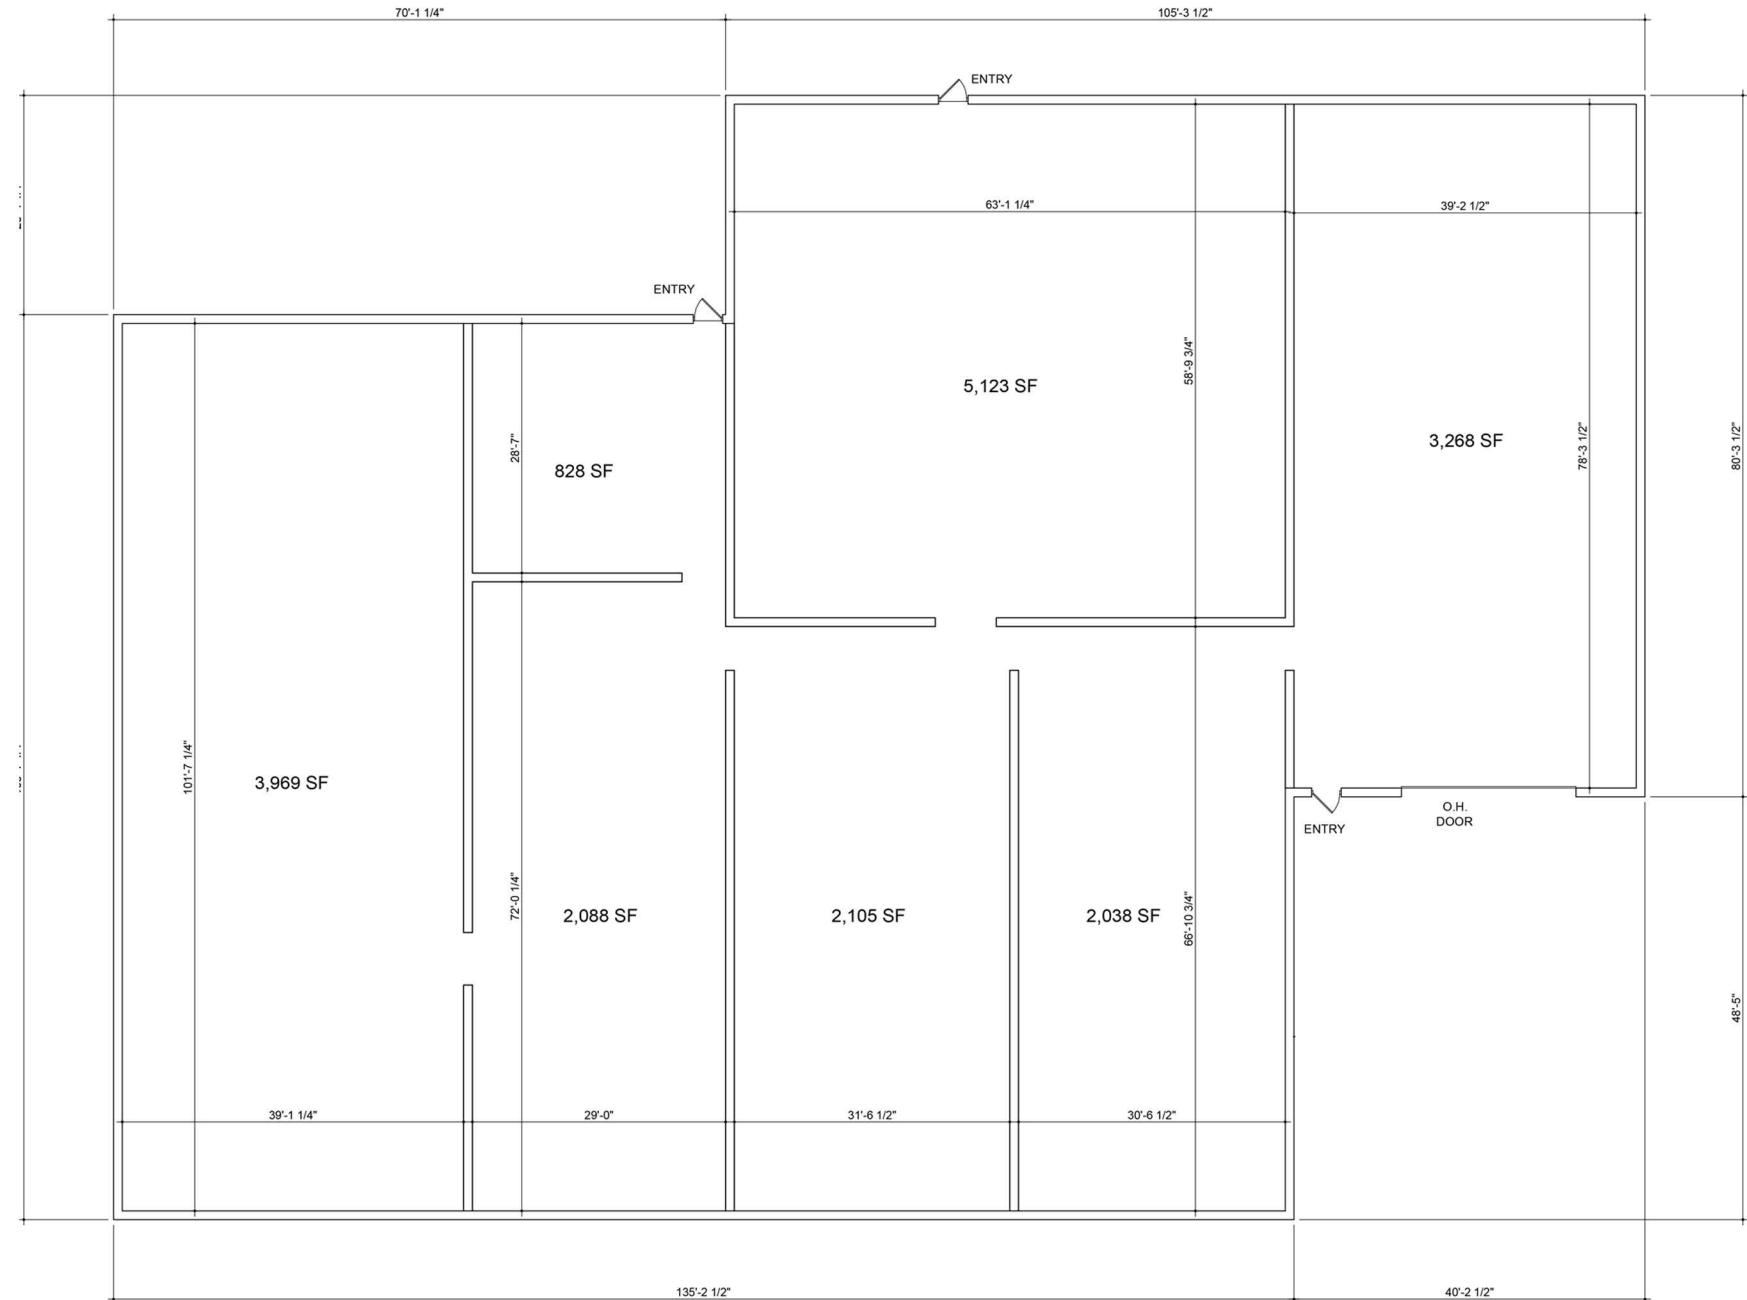 70'-1 1/4"
105'-3 1/2"
ENTRY
63'-1 1/4"
39'-2 1/2"
ENTRY
58'-9 3/4"
5,123 SF
3,268 SF
78'-3 1/2"
80'-3 1/2"
28'-7"
828 SF
101'-7 1/4"
3,969 SF
O.H.
DOOR
ENTRY
72'-0 1/4"
2,088 SF
2,105 SF
2,038 SF
66'-10 3/4"
48'-5"
39'-1 1/4"
29'-0"
31'-6 1/2"
30'-6 1/2"
135'-2 1/2"
40'-2 1/2"